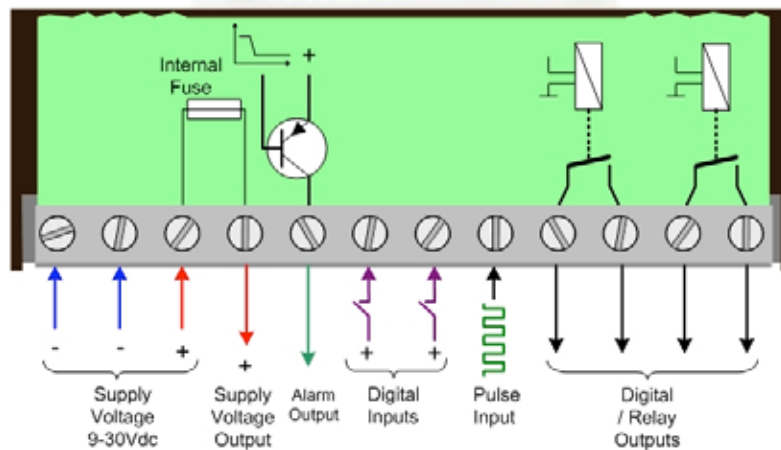 Internal
Fuse
+
- - + + +
+
Supply
Voltage
9-30Vdc
Supply
Voltage
Output
Alarm
Output
Digital
Inputs
Pulse
Input
Digital
/ Relay
Outputs